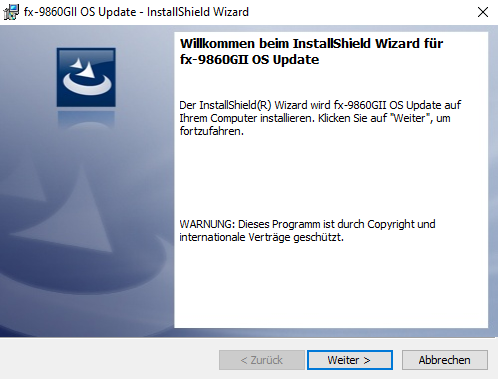 fx-9860GII OS Update - InstallShield Wizard
Willkommen beim InstallShield Wizard für
fx-9860GII OS Update
Der InstallShield(R) Wizard wird fx-9860GII OS Update auf
Ihrem Computer installieren. Klicken Sie auf "Weiter", um
fortzufahren.
WARNUNG: Dieses Programm ist durch Copyright und
internationale Verträge geschützt.
< Zurück
Weiter >
Abbrechen